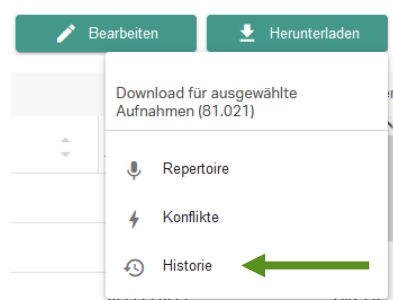 Bearbeiten
Herunterladen
Download für ausgewählte
Aufnahmen (81.021)
Repertoire
Konflikte
Historie